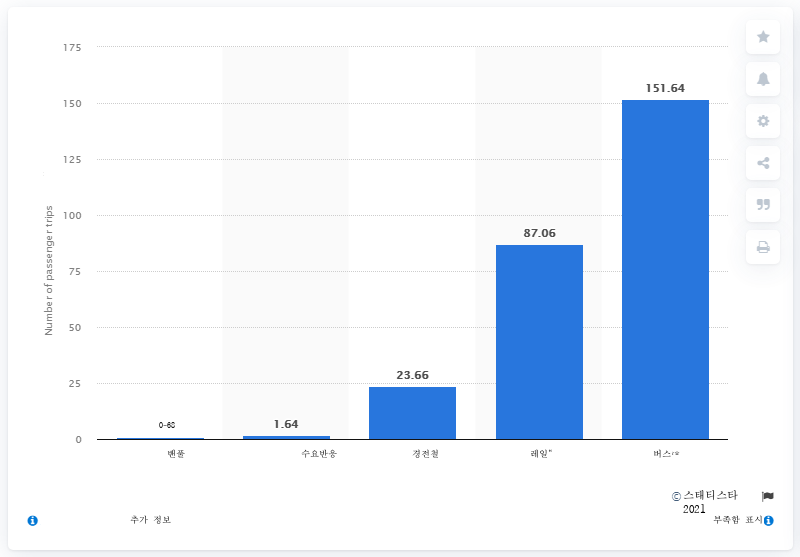 175
150
125
100
75
50
25
0
Number of passenger trips
0-68
1.64
23.66
87.06
151.64
밴풀
수요반응
경전철
레일"
버스
© 스태티스타
2021
추가 정보
부족함 표시